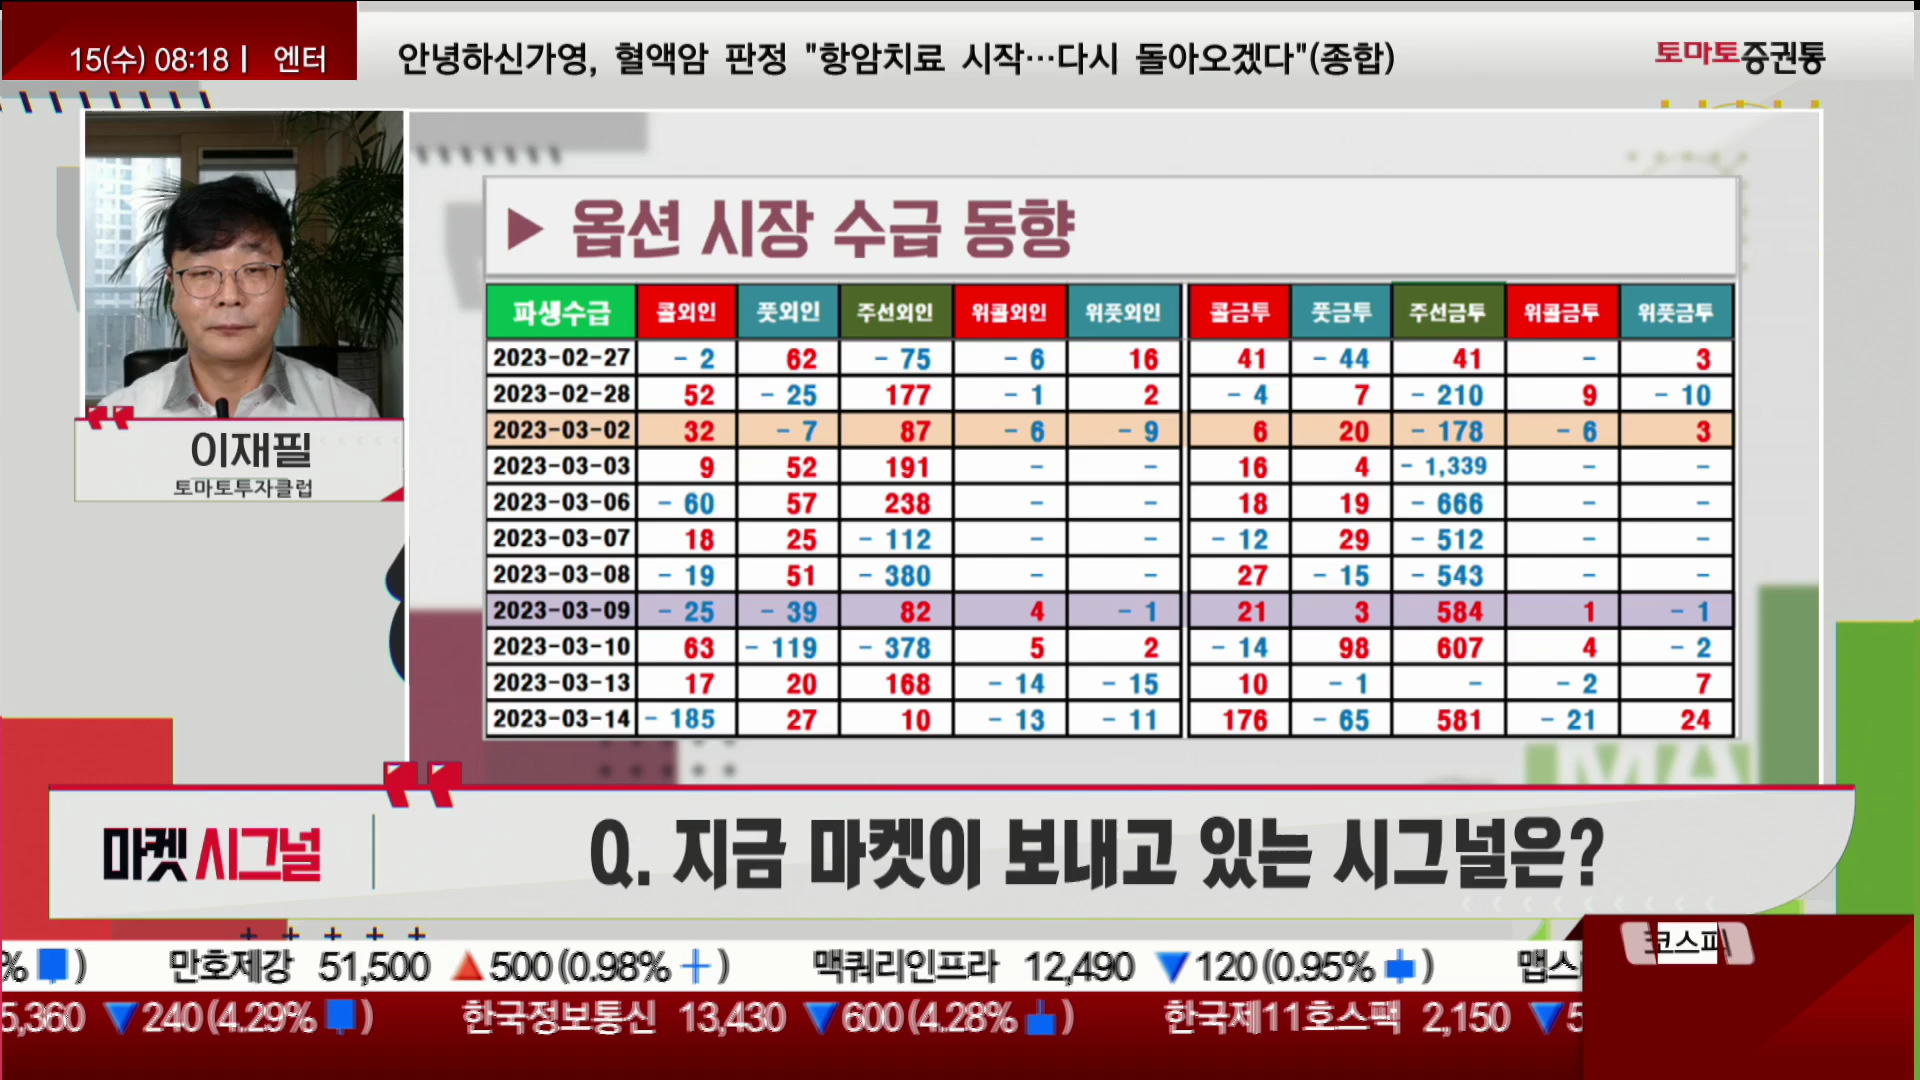 15(수) 08:18 | 엔터
안녕하신가영, 혈액암 판정 "항암치료 시작…다시 돌아오겠다"(종합)
토마토증권통
이재필
토마토투자클럽
▶ 옵션 시장 수급 동향
파생수급 콜외인 풋외인 주선외인 위콜외인 위풋외인 콜금투 풋금투 주선금투 위콜금투 위풋금투
2023-02-27 - 2 62 - 75 - 6 16 41 - 44 41 - 3
2023-02-28 52 - 25 177 - 1 2 - 4 7 - 210 9 - 10
2023-03-02 32 - 7 87 - 6 - 9 6 20 - 178 - 6 3
2023-03-03 9 52 191 - - 16 4 - 1,339 - -
2023-03-06 - 60 57 238 - - 18 19 - 666 - -
2023-03-07 18 25 - 112 - - - 12 29 - 512 - -
2023-03-08 - 19 51 - 380 - - 27 - 15 - 543 - -
2023-03-09 - 25 - 39 82 4 - 1 21 3 584 1 - 1
2023-03-10 63 - 119 - 378 5 2 - 14 98 607 4 - 2
2023-03-13 17 20 168 - 14 - 15 10 - 1 - - 2 7
2023-03-14 - 185 27 10 - 13 - 11 176 - 65 581 - 21 24
MA
마켓시그널
Q. 지금 마켓이 보내고 있는 시그널은?
코스피
% ) 만호제강 51,500 ▲500(0.98% ) 맥쿼리인프라 12,490 ▼120(0.95% ) 맵스
5,360 ▼240(4.29% ) 한국정보통신 13,430 ▼600(4.28% ) 한국제11호스팩 2,150 ▼5